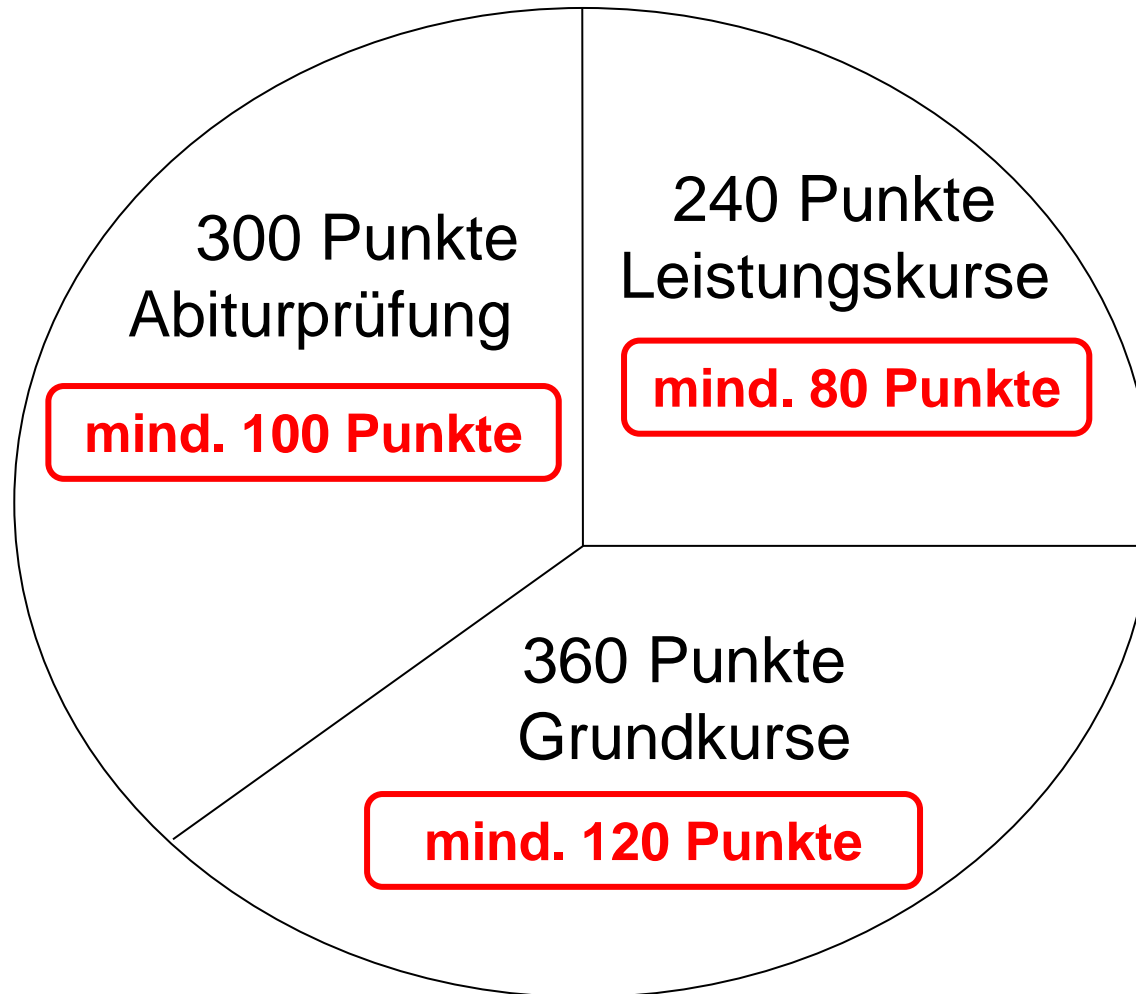 300 Punkte
Abiturprüfung
mind. 100 Punkte
240 Punkte
Leistungskurse
mind. 80 Punkte
360 Punkte
Grundkurse
mind. 120 Punkte